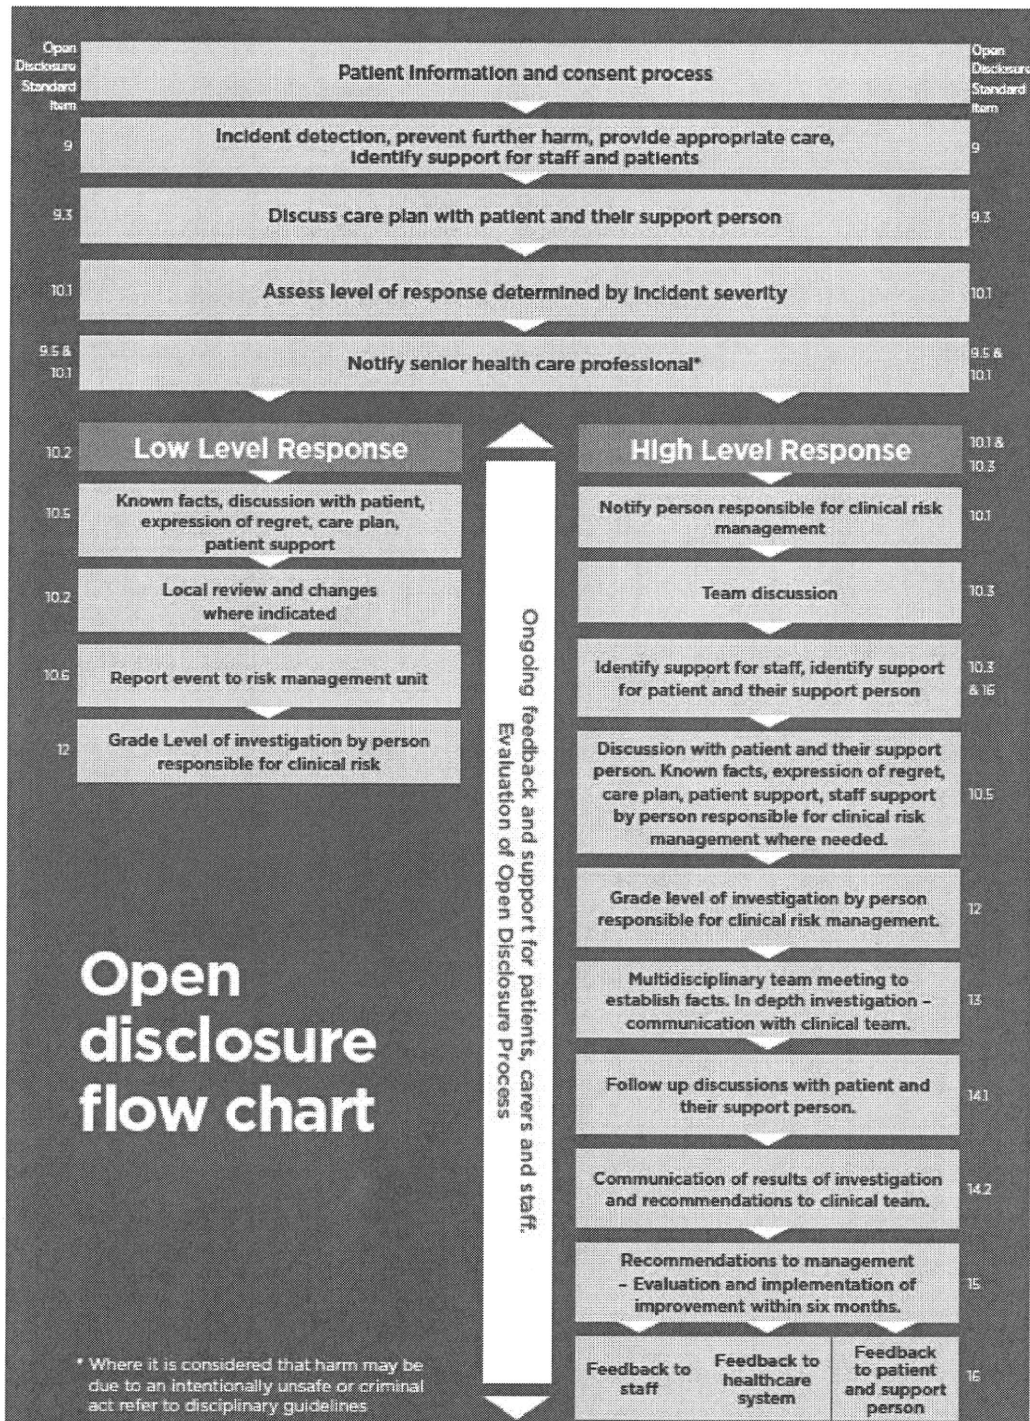 Open
Disclosure
Standard
Item
Patient information and consent process
Open
Disclosure
Standard
Item
9
Incident detection, prevent further harm, provide appropriate care,
identify support for staff and patients
9
9.3
Discuss care plan with patient and their support person
9.3
10.1
Assess level of response determined by incident severity
10.1
9.5 &
10.1
Notify senior health care professional*
9.5 &
10.1
10.2
Low Level Response
10.5
Known facts, discussion with patient,
expression of regret, care plan,
patient support
10.2
Local review and changes
where indicated
10.6
Report event to risk management unit
12
Grade Level of investigation by person
responsible for clinical risk
Ongoing feedback and support for patients, carers and staff.
Evaluation of Open Disclosure Process
High Level Response
10.1 &
10.3
Notify person responsible for clinical risk
management
10.1
Team discussion
10.3
Identify support for staff, identify support
for patient and their support person
10.3
& 16
Discussion with patient and their support
person. Known facts, expression of regret,
care plan, patient support, staff support
by person responsible for clinical risk
management where needed.
10.5
Grade level of investigation by person
responsible for clinical risk management.
12
Multidisciplinary team meeting to
establish facts. In depth investigation –
communication with clinical team.
13
Follow up discussions with patient and
their support person.
14.1
Communication of results of investigation
and recommendations to clinical team.
14.2
Recommendations to management
– Evaluation and implementation of
improvement within six months.
15
Feedback to
staff
Feedback to
healthcare
system
Feedback
to patient
and support
person
16
Open
disclosure
flow chart
* Where it is considered that harm may be
due to an intentionally unsafe or criminal
act refer to disciplinary guidelines